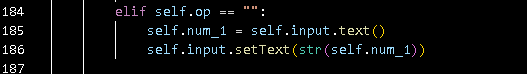 184 elif self.op == "":
185 self.num_1 = self.input.text()
186 self.input.setText(str(self.num_1))
187